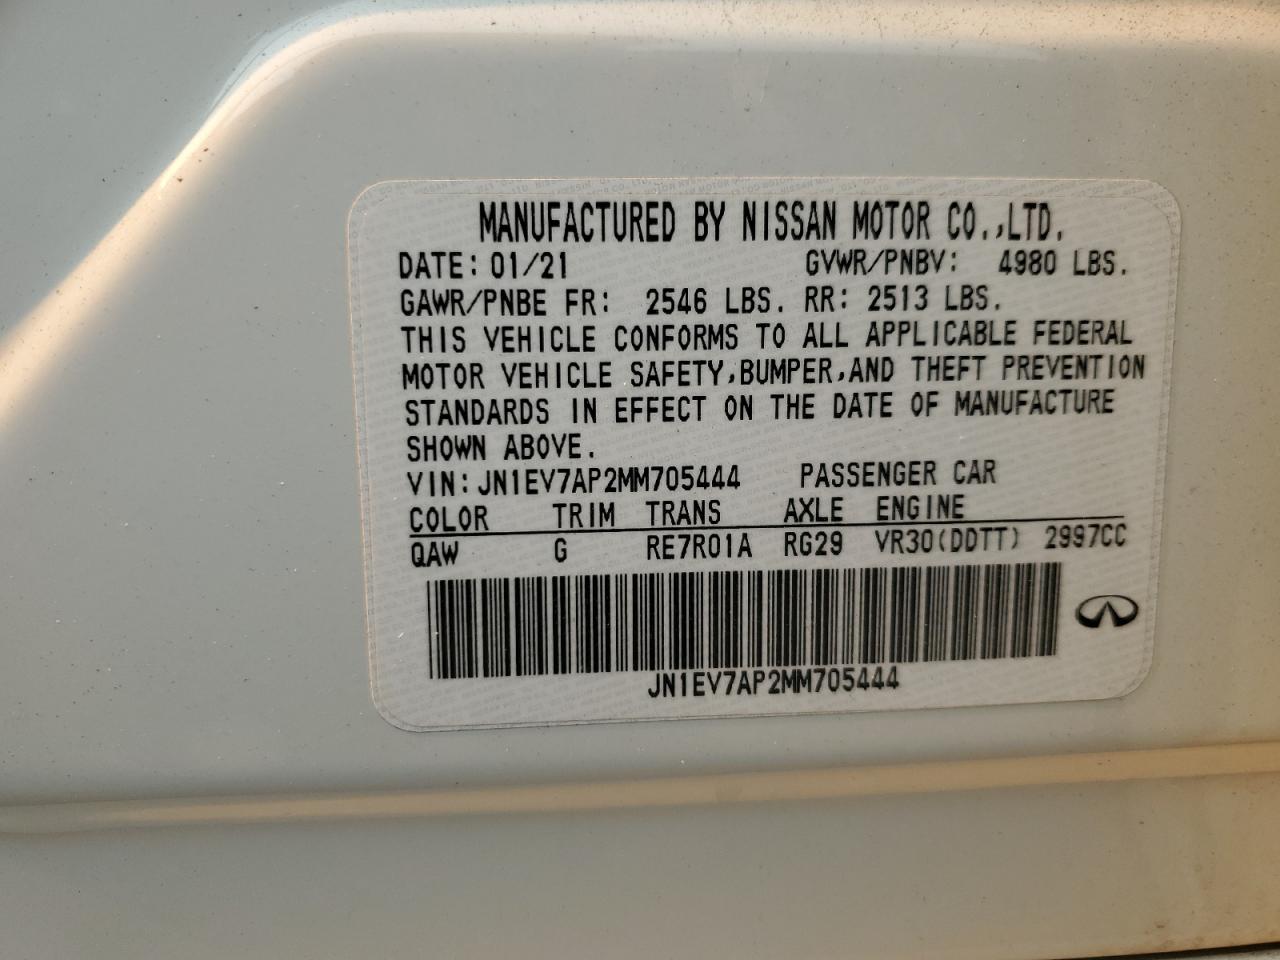 MANUFACTURED BY NISSAN MOTOR CO.,LTD.
DATE: 01/21 GVWR/PNBV: 4980 LBS.
GAWR/PNBE FR: 2546 LBS. RR: 2513 LBS.
THIS VEHICLE CONFORMS TO ALL APPLICABLE FEDERAL
MOTOR VEHICLE SAFETY,BUMPER,AND THEFT PREVENTION
STANDARDS IN EFFECT ON THE DATE OF MANUFACTURE
SHOWN ABOVE.
VIN: JN1EV7AP2MM705444 PASSENGER CAR
COLOR TRIM TRANS AXLE ENGINE
QAW G RE7R01A RG29 VR30(DDTT) 2997CC
JN1EV7AP2MM705444